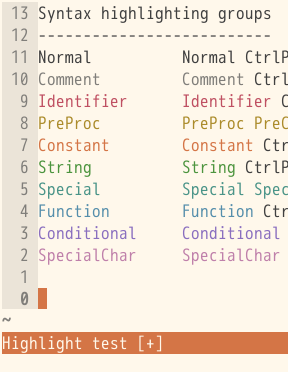 13 Syntax highlighting groups
12 --------------------------
11 Normal Normal CtrlP
10 Comment Comment Ctrl
9 Identifier Identifier C
8 PreProc PreProc PreC
7 Constant Constant Ctr
6 String String CtrlP
5 Special Special Spec
4 Function Function Ctr
3 Conditional Conditional
2 SpecialChar SpecialChar
1
0
~
Highlight test [+]